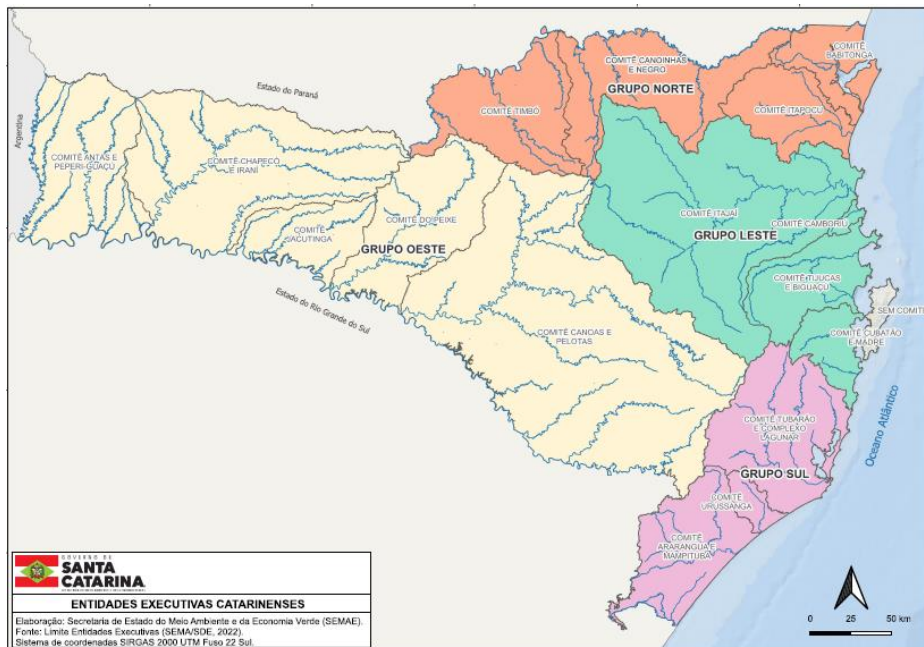 COMITÊ
BABITONGA
COMITÊ CANOINHAS
E NEGRO
GRUPO NORTE
Estado do Paraná
COMITÊ TIMBÓ
COMITÊ ITAPOCU
Argentina
COMITÊ ANTAS E
PEPERI-GUAÇÚ
COMITÊ CHAPECÓ
E IRANI
COMITÊ ITAJAÍ
COMITÊ CAMBORIÚ
GRUPO LESTE
COMITÊ DO PEIXE
COMITÊ
JACUTINGA
GRUPO OESTE
COMITÊ TIJUCAS
E BIGUAÇU
Estado do Rio Grande do Sul
SEM COMITÊ
COMITÊ CUBATÃO
E MADRE
COMITÊ CANOAS E
PELOTAS
Oceano Atlântico
COMITÊ TUBARÃO
E COMPLEXO
LAGUNAR
GRUPO SUL
COMITÊ
URUSSANGA
COMITÊ
ARARANGUÁ E
MAMPITUBA
GOVERNO DE
SANTA
CATARINA
ENTIDADES EXECUTIVAS CATARINENSES
Elaboração: Secretaria de Estado do Meio Ambiente e da Economia Verde (SEMAE).
Fonte: Limite Entidades Executivas (SEMA/SDE, 2022).
Sistema de coordenadas SIRGAS 2000 UTM Fuso 22 Sul.
0 25 50 km